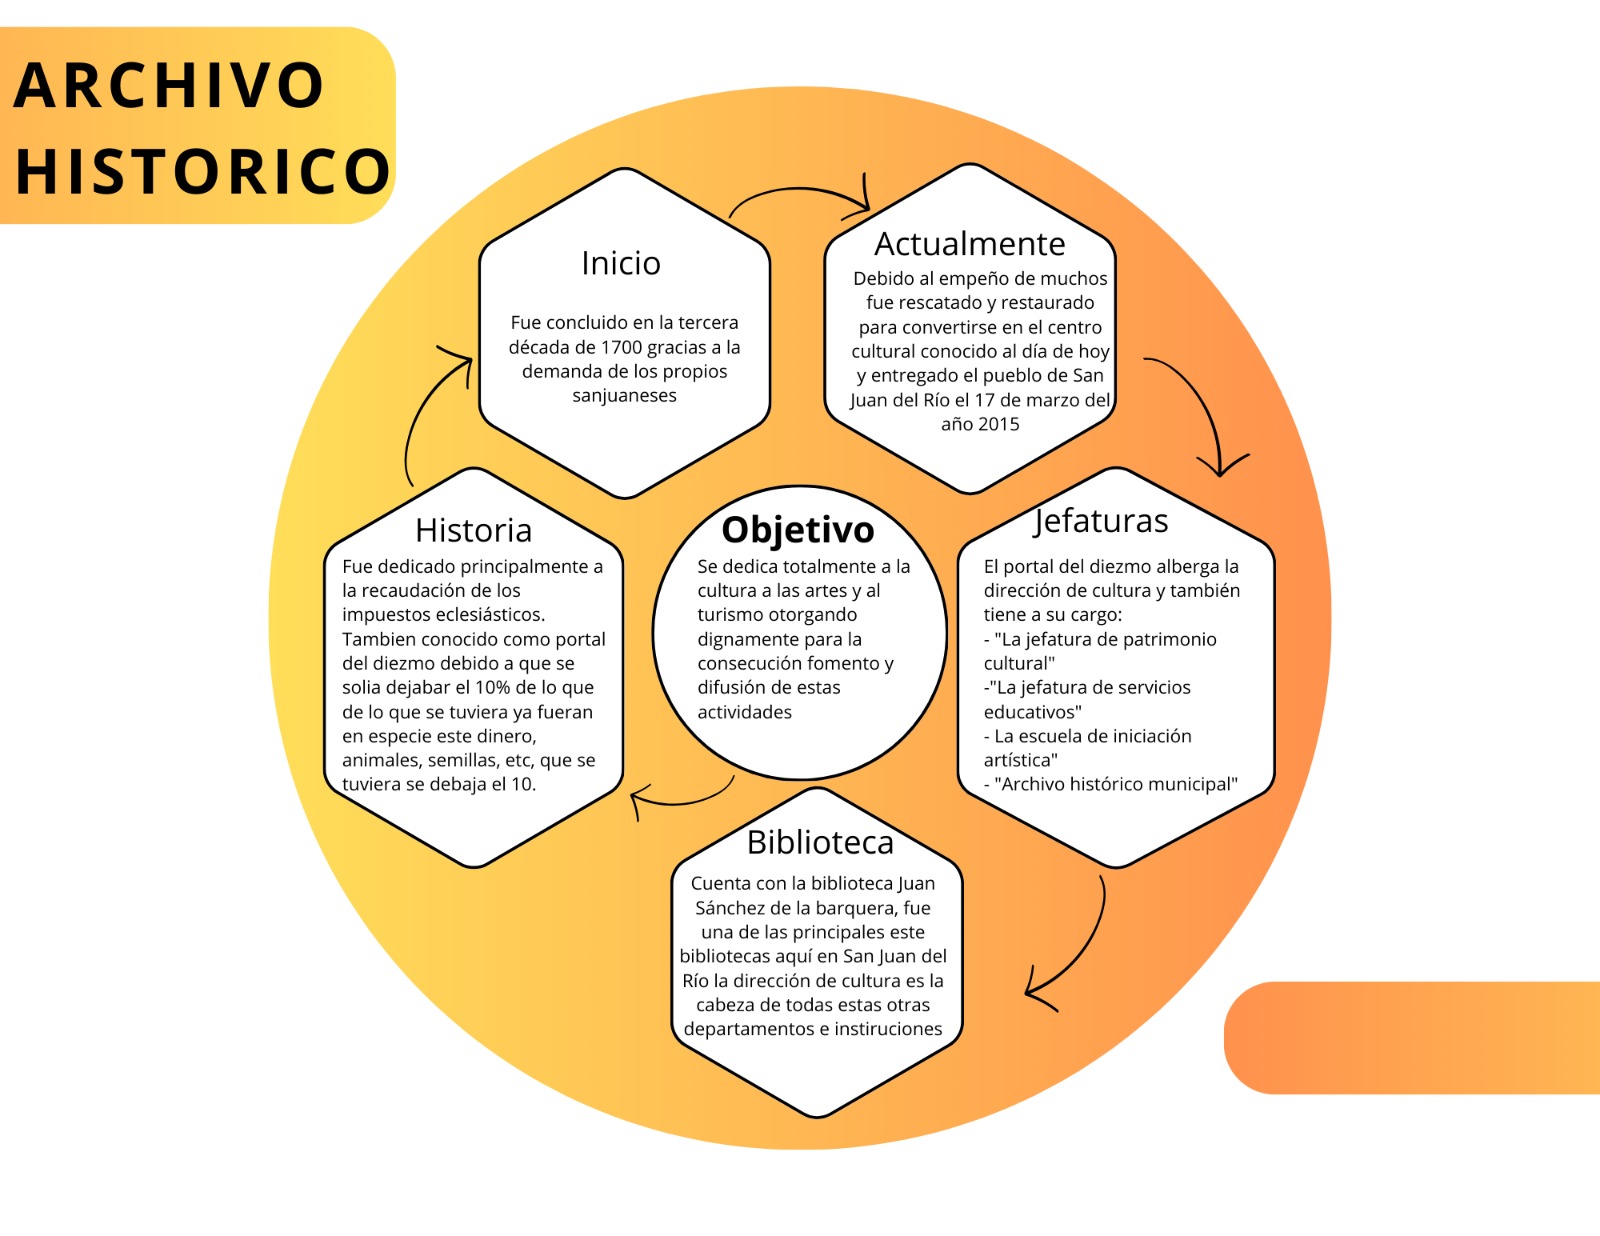 ARCHIVO
HISTORICO
Inicio
Fue concluido en la tercera
década de 1700 gracias a la
demanda de los propios
sanjuaneses
Actualmente
Debido al empeño de muchos
fue rescatado y restaurado
para convertirse en el centro
cultural conocido al día de hoy
y entregado el pueblo de San
Juan del Río el 17 de marzo del
año 2015
Historia
Fue dedicado principalmente a
la recaudación de los
impuestos eclesiásticos.
Tambien conocido como portal
del diezmo debido a que se
solia dejabar el 10% de lo que
de lo que se tuviera ya fueran
en especie este dinero,
animales, semillas, etc, que se
tuviera se debaja el 10.
Objetivo
Se dedica totalmente a la
cultura a las artes y al
turismo otorgando
dignamente para la
consecución fomento y
difusión de estas
actividades
Jefaturas
El portal del diezmo alberga la
dirección de cultura y también
tiene a su cargo:
- "La jefatura de patrimonio
cultural"
-"La jefatura de servicios
educativos"
- La escuela de iniciación
artística"
- "Archivo histórico municipal"
Biblioteca
Cuenta con la biblioteca Juan
Sánchez de la barquera, fue
una de las principales este
bibliotecas aquí en San Juan del
Río la dirección de cultura es la
cabeza de todas estas otras
departamentos e instiruciones